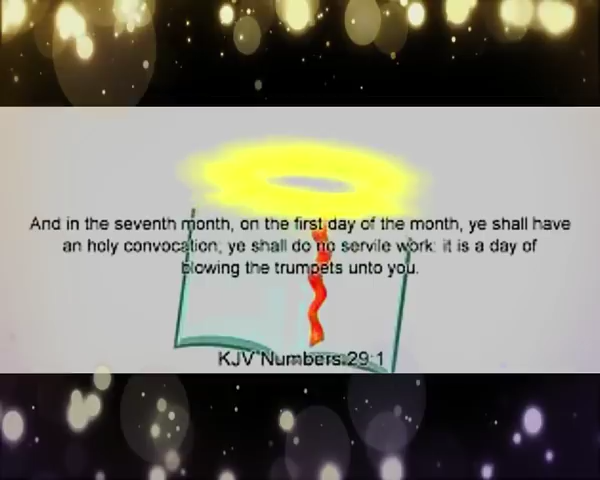 And in the seventh month, on the first day of the month, ye shall have
an holy convocation; ye shall do no servile work: it is a day of
blowing the trumpets unto you.
KJV Numbers 29:1